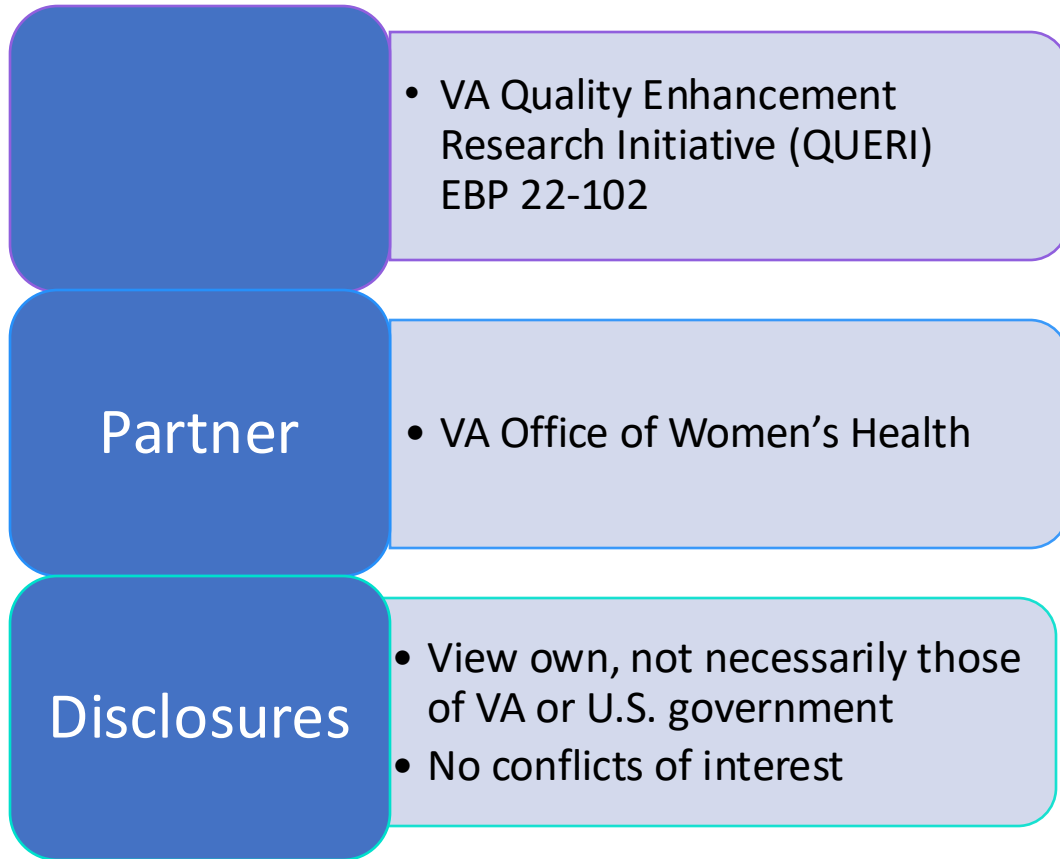 • VA Quality Enhancement
Research Initiative (QUERI)
EBP 22-102
Partner
• VA Office of Women’s Health
Disclosures
• View own, not necessarily those
of VA or U.S. government
• No conflicts of interest